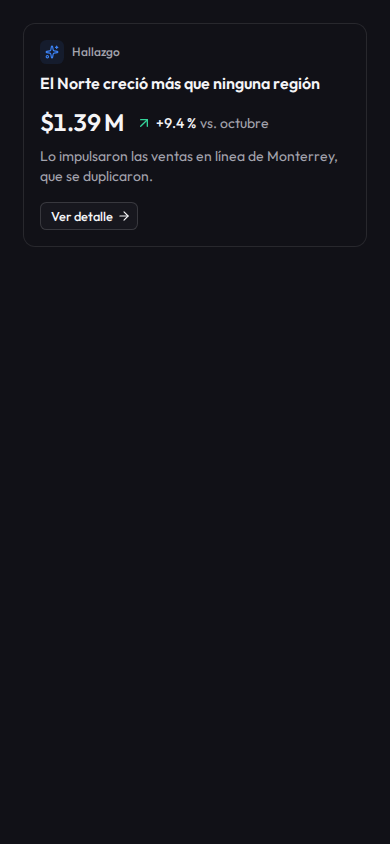 Hallazgo
El Norte creció más que ninguna región
$1.39 M +9.4 % vs. octubre
Lo impulsaron las ventas en línea de Monterrey,
que se duplicaron.
Ver detalle